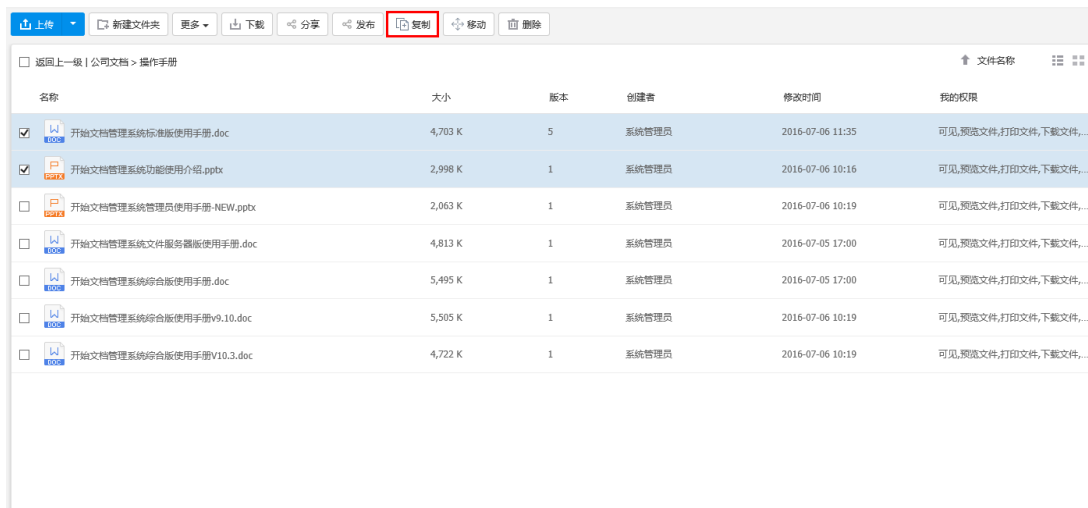 上传 新建文件夹 更多 下载 分享 发布 复制 移动 删除
返回上一级 | 公司文档 > 操作手册 文件名称
名称 大小 版本 创建者 修改时间 我的权限
DOC 开始文档管理系统标准版使用手册.doc 4,703 K 5 系统管理员 2016-07-06 11:35 可见,预览文件,打印文件,下载文件,...
PPTX 开始文档管理系统功能使用介绍.pptx 2,998 K 1 系统管理员 2016-07-06 10:16 可见,预览文件,打印文件,下载文件,...
PPTX 开始文档管理系统管理员使用手册-NEW.pptx 2,063 K 1 系统管理员 2016-07-06 10:19 可见,预览文件,打印文件,下载文件,...
DOC 开始文档管理系统文件服务器版使用手册.doc 4,813 K 1 系统管理员 2016-07-05 17:00 可见,预览文件,打印文件,下载文件,...
DOC 开始文档管理系统综合版使用手册.doc 5,495 K 1 系统管理员 2016-07-05 17:00 可见,预览文件,打印文件,下载文件,...
DOC 开始文档管理系统综合版使用手册v9.10.doc 5,505 K 1 系统管理员 2016-07-06 10:19 可见,预览文件,打印文件,下载文件,...
DOC 开始文档管理系统综合版使用手册V10.3.doc 4,722 K 1 系统管理员 2016-07-06 10:19 可见,预览文件,打印文件,下载文件,...